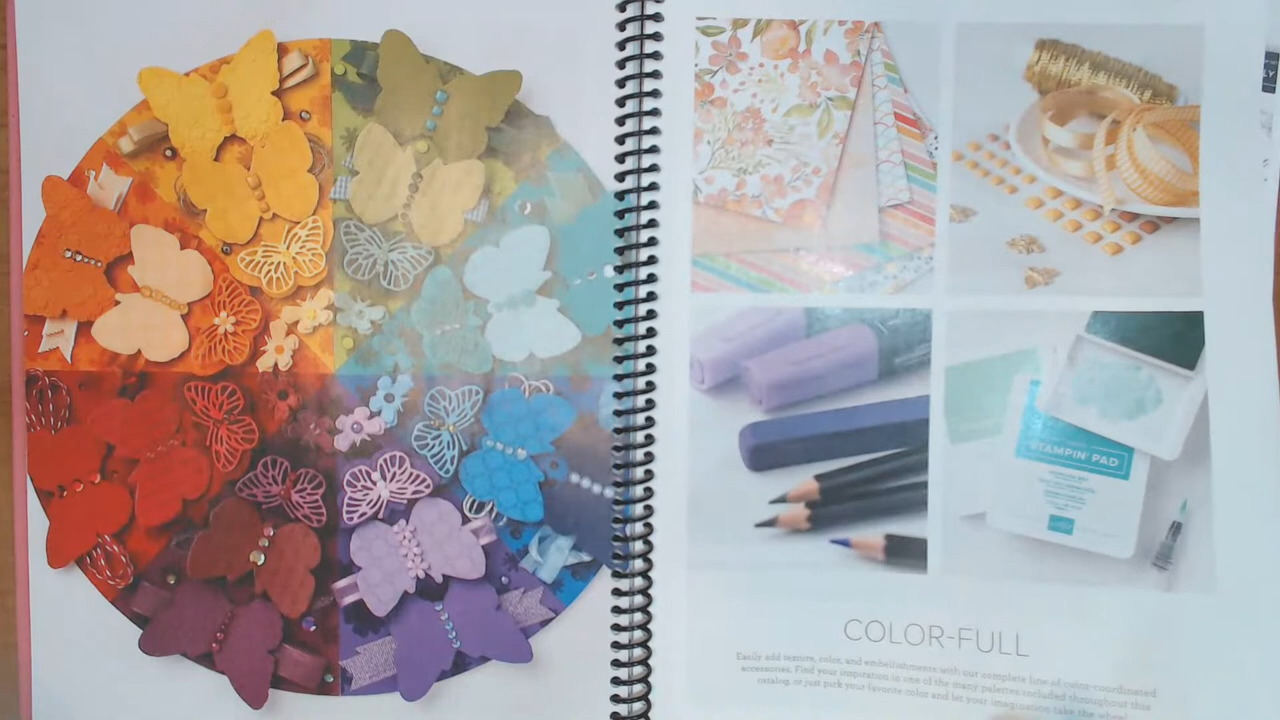 STAMPIN' PAD
COLOR-FULL
Easily add texture, color, and embellishments with our complete line of color-coordinated
accessories. Find your inspiration in one of the many palettes included throughout this
catalog, or just pick your favorite color and let your imagination take the wheel